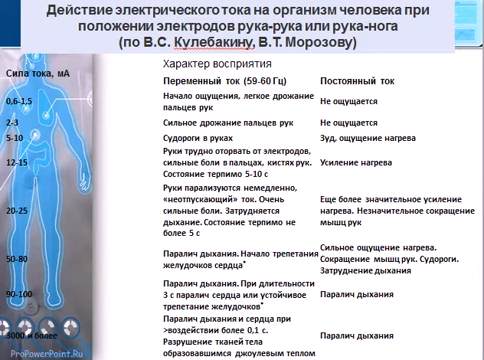 Действие электрического тока на организм человека при
положении электродов рука-рука или рука-нога
(по В.С. Кулебакину, В.Т. Морозову)
Характер восприятия
Сила тока, мА
Переменный ток (59-60 Гц) Постоянный ток
0,6-1,5
Начало ощущения, легкое дрожание
пальцев рук
Не ощущается
2-3
Сильное дрожание пальцев рук
Не ощущается
5-10
Судороги в руках
Зуд, ощущение нагрева
12-15
Руки трудно оторвать от электродов,
сильные боли в пальцах, кистях рук.
Состояние терпимо 5-10 с
Усиление нагрева
20-25
Руки парализуются немедленно,
«неотпускающий» ток. Очень
сильные боли. Затрудняется
дыхание. Состояние терпимо не
более 5 с
Еще более значительное усиление
нагрева. Незначительное сокращение
мышц рук
50-80
Паралич дыхания. Начало трепетания
желудочков сердца*
Сильное ощущение нагрева.
Сокращение мышц рук. Судороги.
Затруднение дыхания
90-100
Паралич дыхания. При длительности
3 с паралич сердца или устойчивое
трепетание желудочков*
Паралич дыхания
3000 и более
Паралич дыхания и сердца при
>воздействии более 0,1 с.
Разрушение тканей тела
образовавшимся джоулевым теплом
Паралич дыхания
ProPowerPoint.Ru